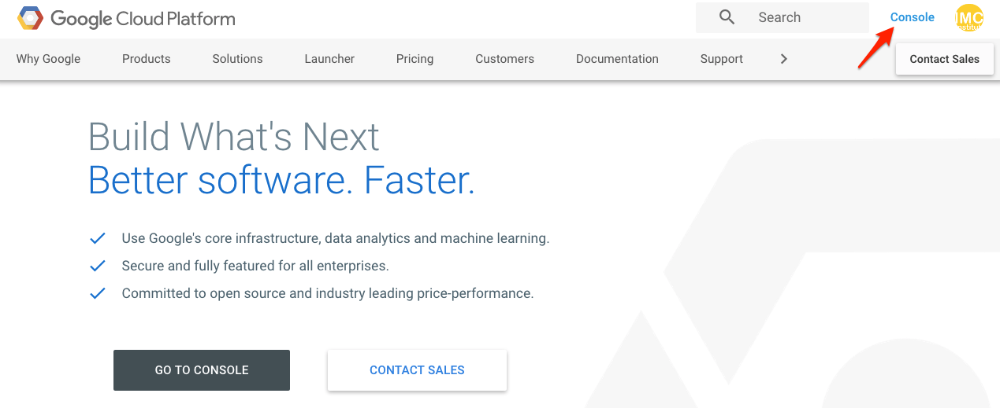 Google Cloud Platform
Search
Console
IMC
Institute
Why Google
Products
Solutions
Launcher
Pricing
Customers
Documentation
Support
Contact Sales
Build What's Next
Better software. Faster.
Use Google's core infrastructure, data analytics and machine learning.
Secure and fully featured for all enterprises.
Committed to open source and industry leading price-performance.
GO TO CONSOLE
CONTACT SALES